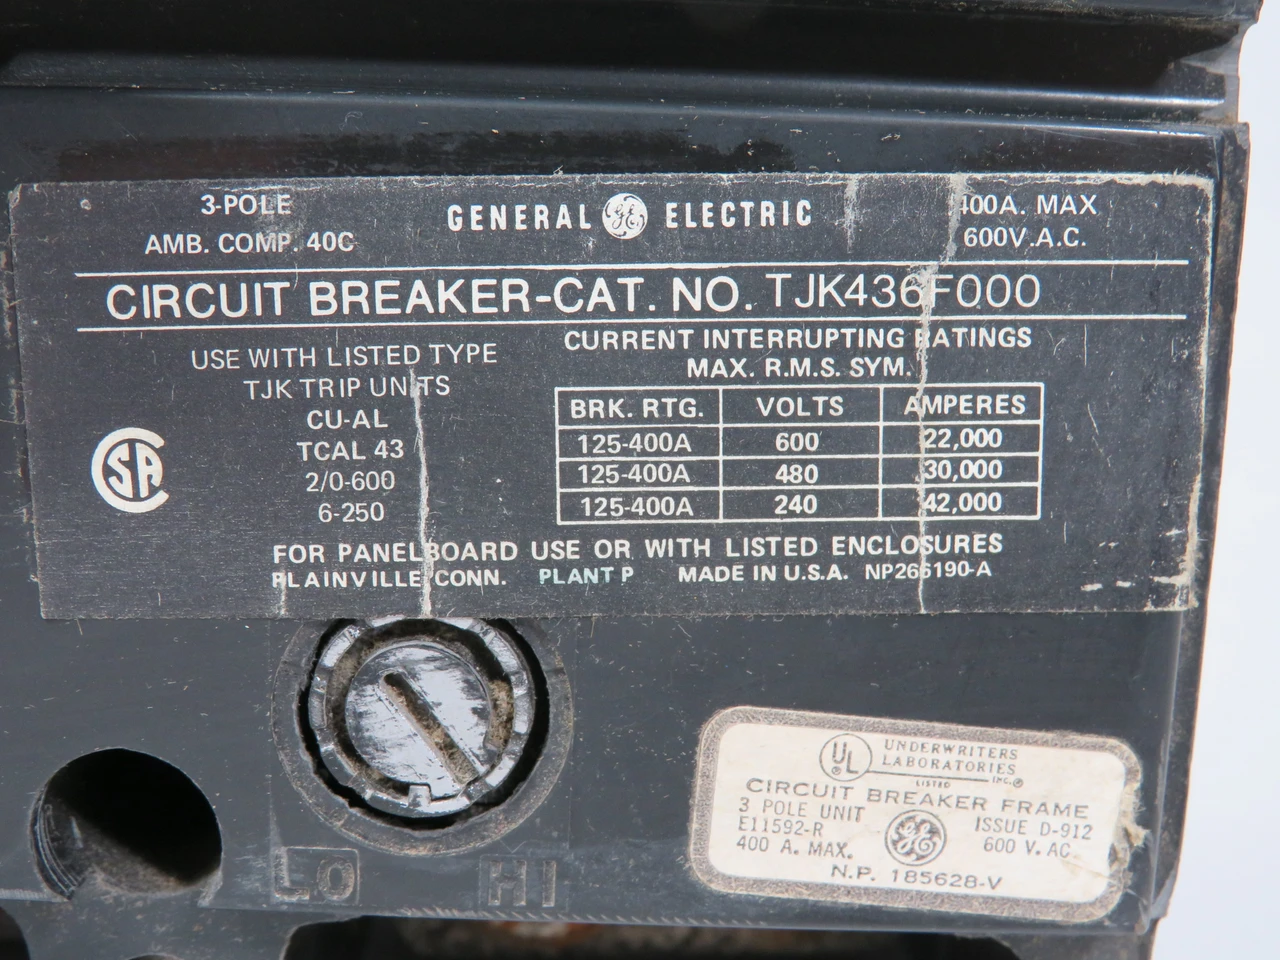 3-POLE
AMB. COMP. 40C
GENERAL GE ELECTRIC
400A. MAX
600V.A.C.
CIRCUIT BREAKER-CAT. NO. TJK436F000
USE WITH LISTED TYPE
TJK TRIP UNITS
CU-AL
TCAL 43
2/0-600
6-250
SA
CURRENT INTERRUPTING RATINGS
MAX. R.M.S. SYM.
BRK. RTG. VOLTS AMPERES
125-400A 600 22,000
125-400A 480 30,000
125-400A 240 42,000
FOR PANELBOARD USE OR WITH LISTED ENCLOSURES
PLAINVILLE CONN. PLANT P MADE IN U.S.A. NP266190-A
LO HI
UL ® UNDERWRITERS
LABORATORIES
LISTED INC.®
CIRCUIT BREAKER FRAME
3 POLE UNIT
E11592-R
400 A. MAX.
GE
ISSUE D-912
600 V. AC
N.P. 185628-V